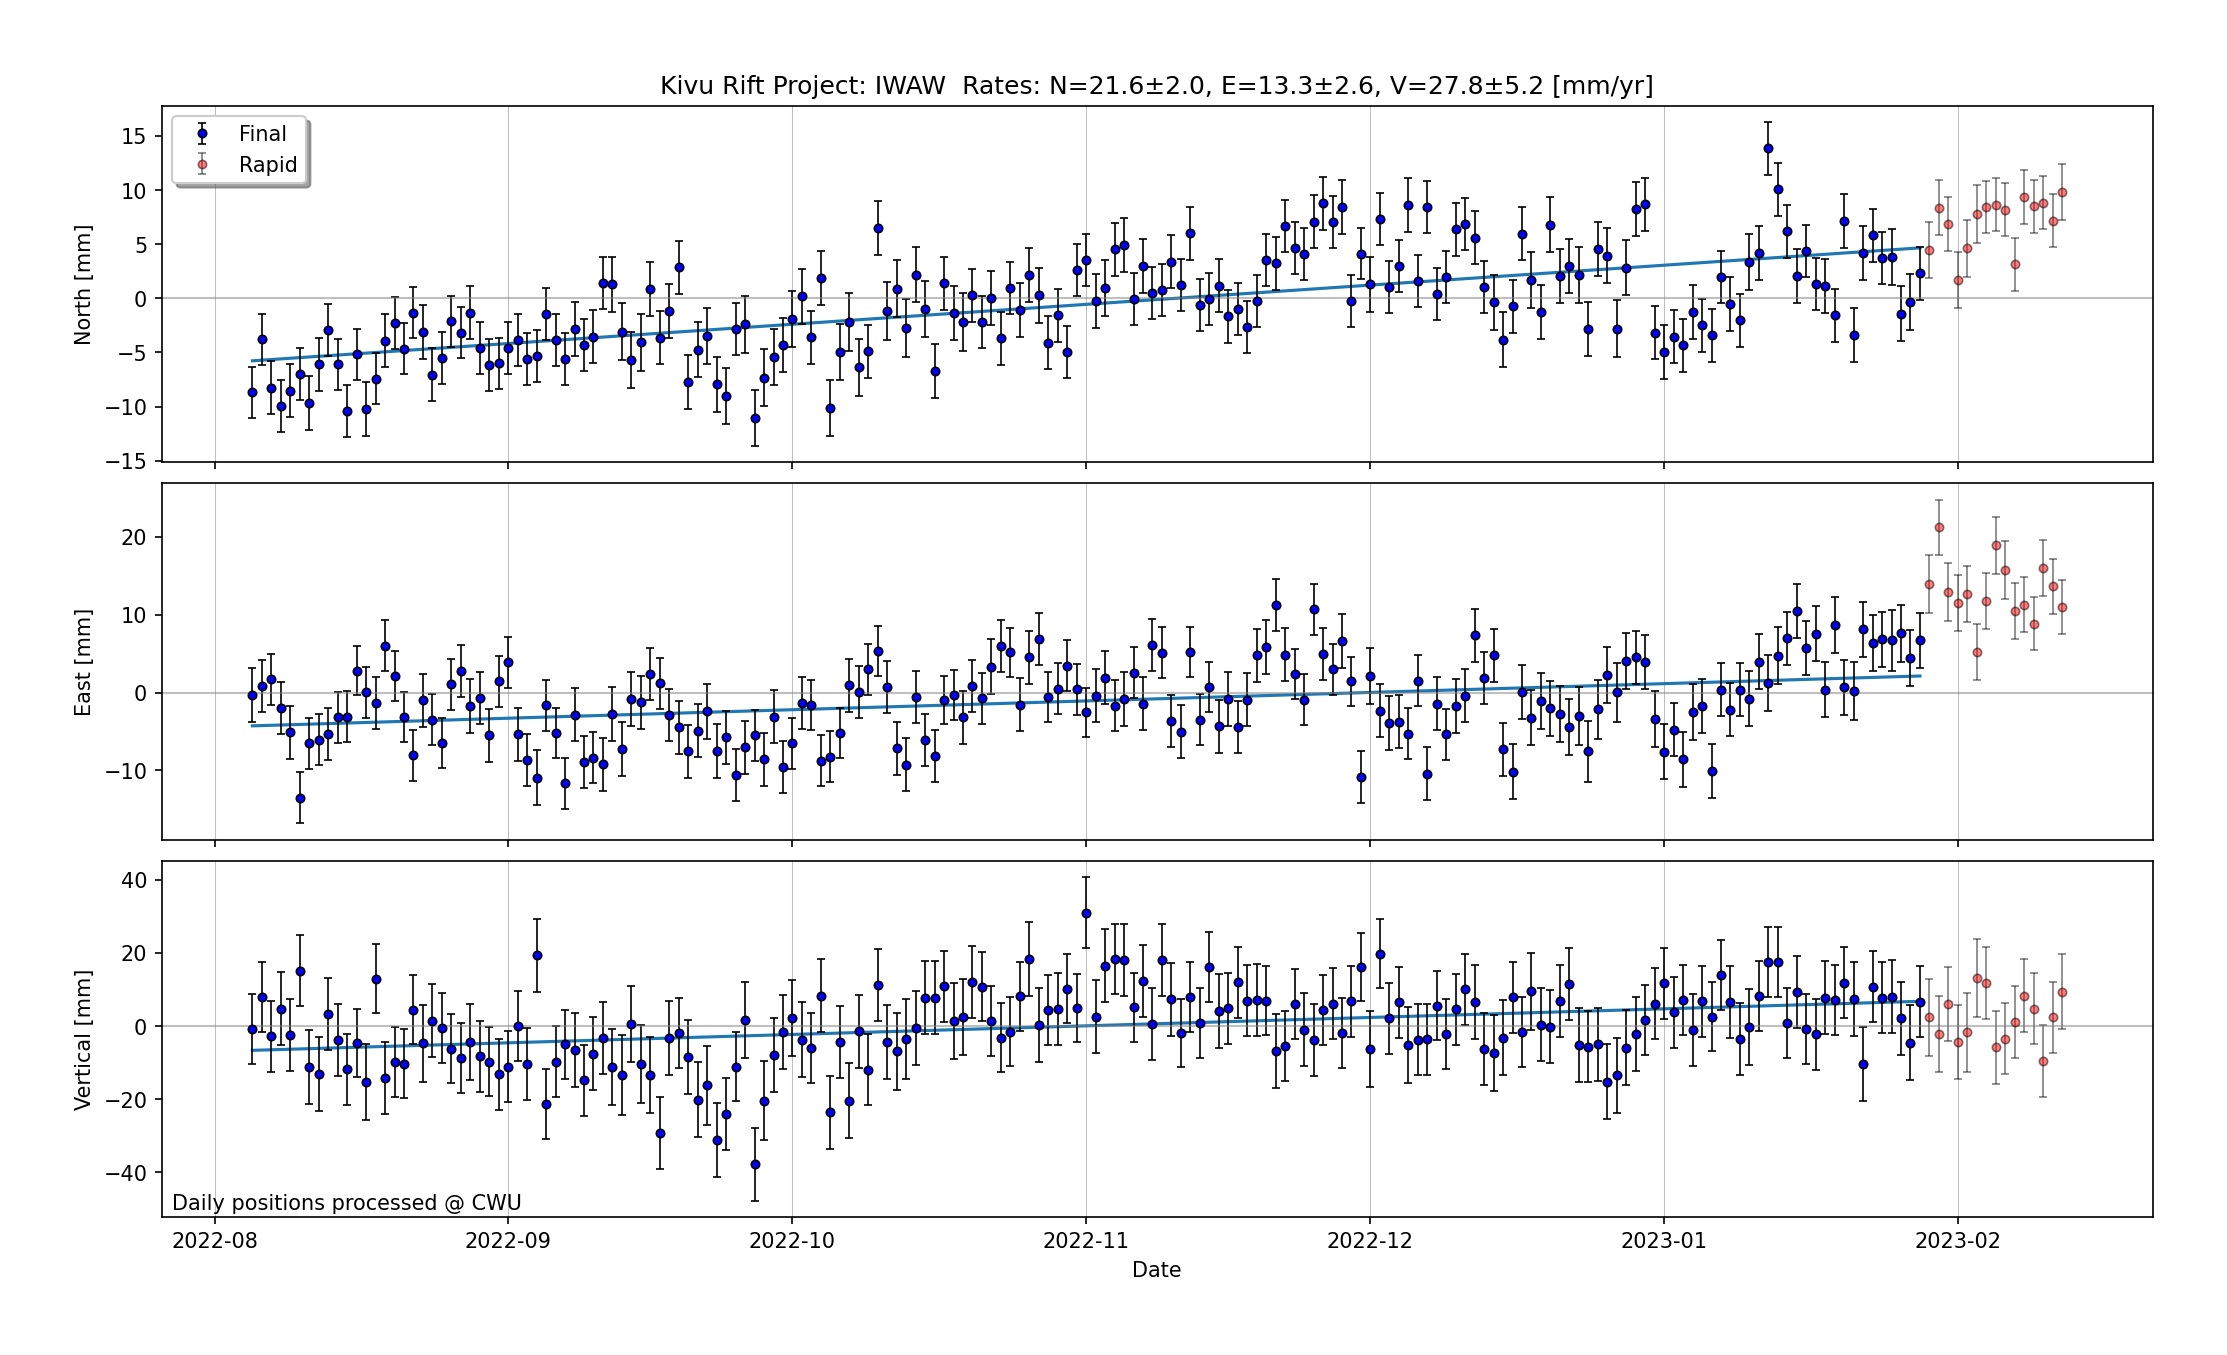 Kivu Rift Project: IWAW  Rates: N=21.6±2.0, E=13.3±2.6, V=27.8±5.2 [mm/yr]
Final
Rapid
North [mm]
15
10
5
0
−5
−10
−15
East [mm]
20
10
0
−10
Vertical [mm]
40
20
0
−20
−40
Daily positions processed @ CWU
2022-08 2022-09 2022-10 2022-11 2022-12 2023-01 2023-02
Date